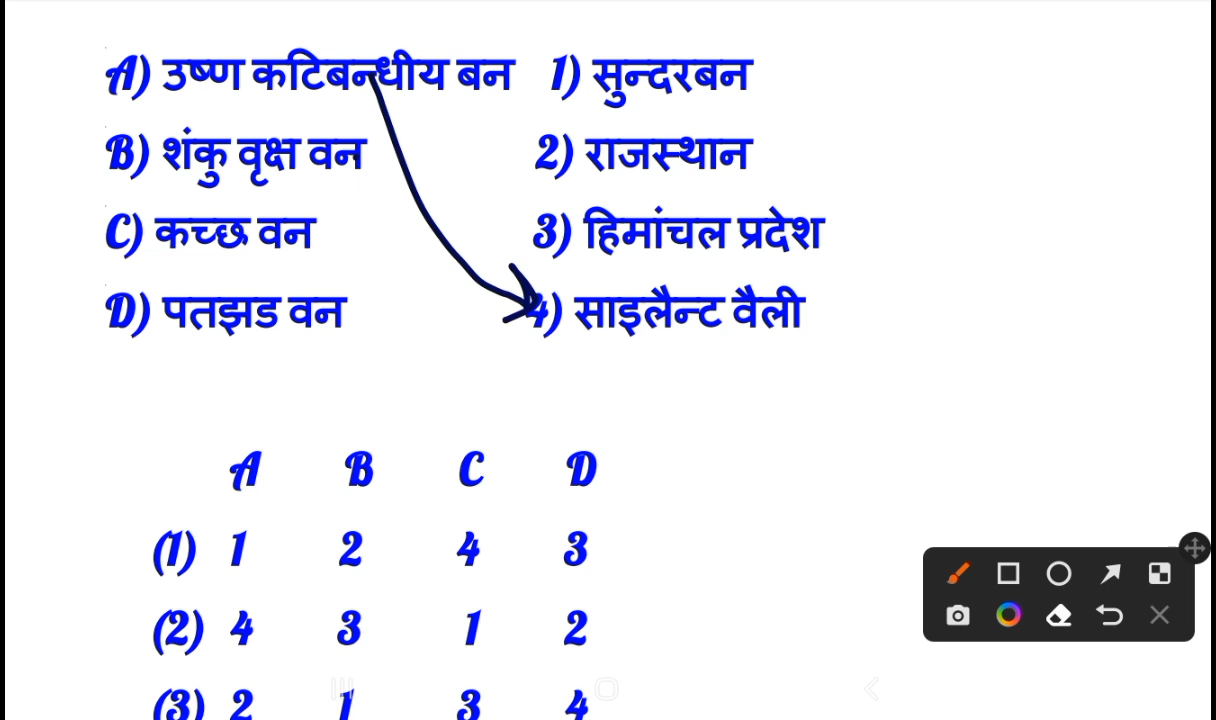 A) उष्ण कटिबन्धीय बन 1) सुन्दरबन
B) शंकु वृक्ष वन 2) राजस्थान
C) कच्छ वन 3) हिमांचल प्रदेश
D) पतझड वन 4) साइलैन्ट वैली
A B C D
(1) 1 2 4 3
(2) 4 3 1 2
(3) 2 1 3 4